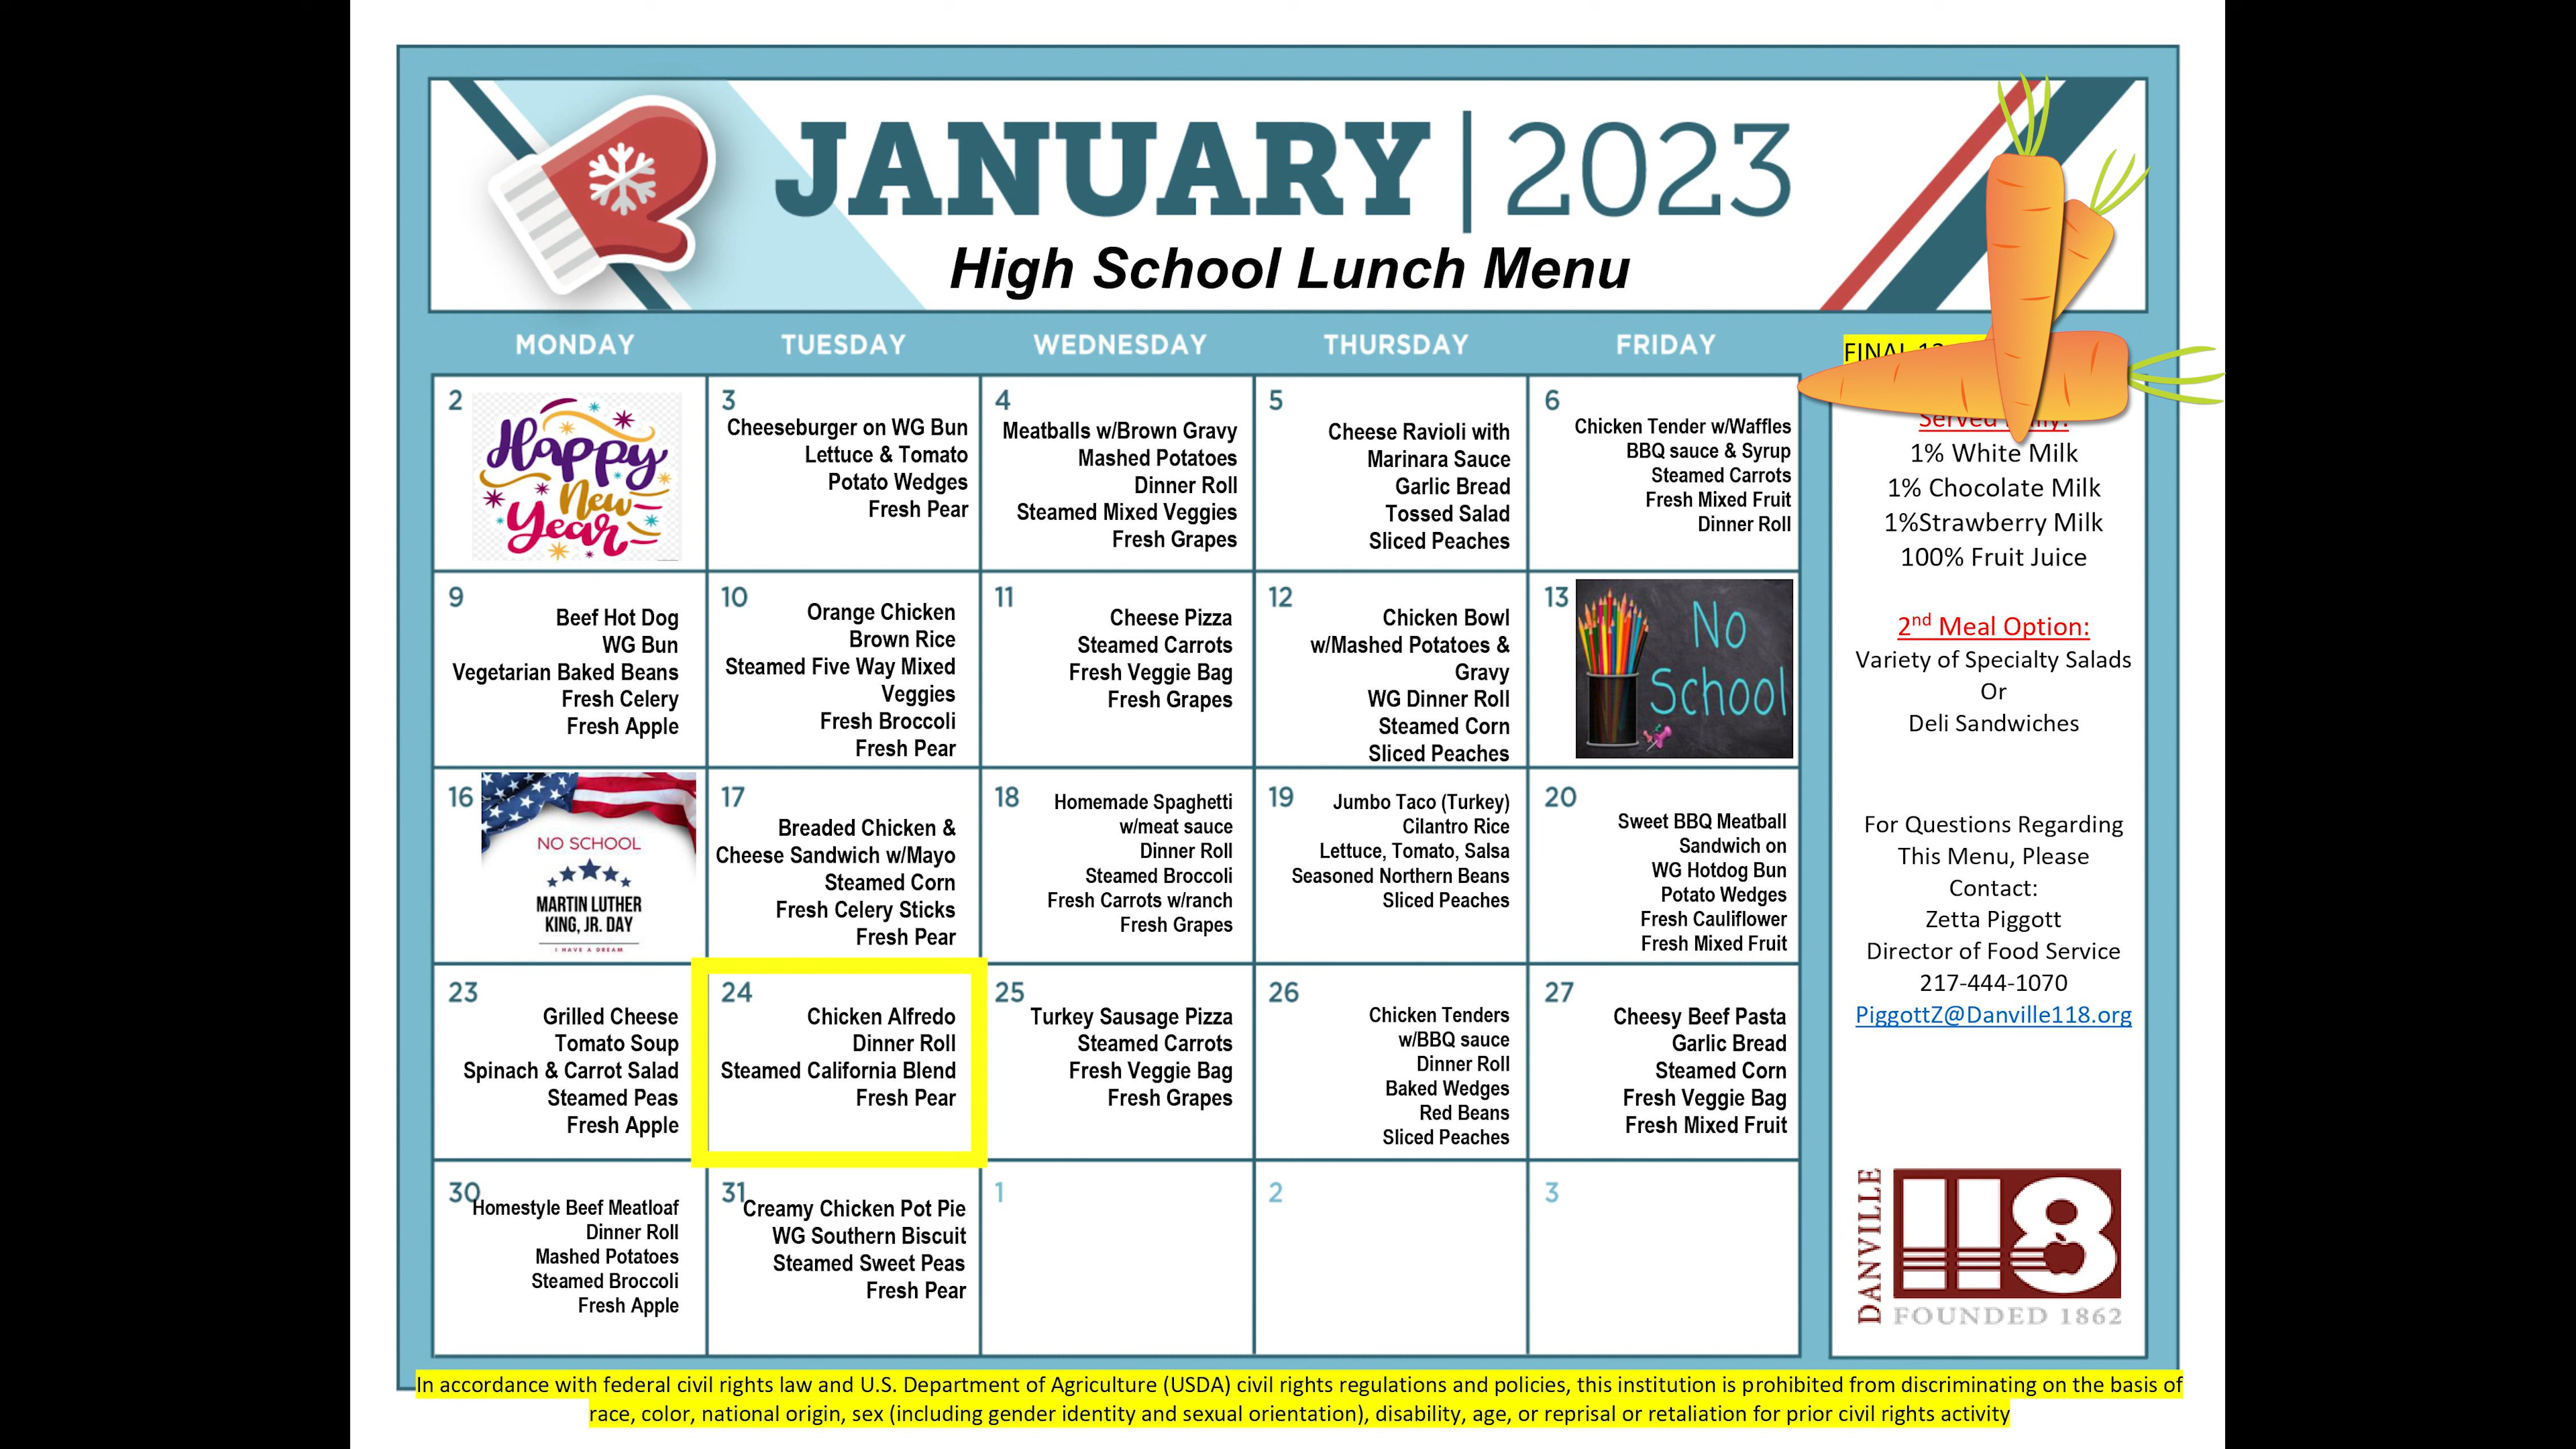 JANUARY | 2023
High School Lunch Menu
MONDAY
TUESDAY
WEDNESDAY
THURSDAY
FRIDAY
2
Happy
New
Year
3
Cheeseburger on WG Bun
Lettuce & Tomato
Potato Wedges
Fresh Pear
4
Meatballs w/Brown Gravy
Mashed Potatoes
Dinner Roll
Steamed Mixed Veggies
Fresh Grapes
5
Cheese Ravioli with
Marinara Sauce
Garlic Bread
Tossed Salad
Sliced Peaches
6
Chicken Tender w/Waffles
BBQ sauce & Syrup
Steamed Carrots
Fresh Mixed Fruit
Dinner Roll
9
Beef Hot Dog
WG Bun
Vegetarian Baked Beans
Fresh Celery
Fresh Apple
10
Orange Chicken
Brown Rice
Steamed Five Way Mixed
Veggies
Fresh Broccoli
Fresh Pear
11
Cheese Pizza
Steamed Carrots
Fresh Veggie Bag
Fresh Grapes
12
Chicken Bowl
w/Mashed Potatoes &
Gravy
WG Dinner Roll
Steamed Corn
Sliced Peaches
13
No
School
16
NO SCHOOL
MARTIN LUTHER
KING, JR. DAY
I HAVE A DREAM
17
Breaded Chicken &
Cheese Sandwich w/Mayo
Steamed Corn
Fresh Celery Sticks
Fresh Pear
18
Homemade Spaghetti
w/meat sauce
Dinner Roll
Steamed Broccoli
Fresh Carrots w/ranch
Fresh Grapes
19
Jumbo Taco (Turkey)
Cilantro Rice
Lettuce, Tomato, Salsa
Seasoned Northern Beans
Sliced Peaches
20
Sweet BBQ Meatball
Sandwich on
WG Hotdog Bun
Potato Wedges
Fresh Cauliflower
Fresh Mixed Fruit
23
Grilled Cheese
Tomato Soup
Spinach & Carrot Salad
Steamed Peas
Fresh Apple
24
Chicken Alfredo
Dinner Roll
Steamed California Blend
Fresh Pear
25
Turkey Sausage Pizza
Steamed Carrots
Fresh Veggie Bag
Fresh Grapes
26
Chicken Tenders
w/BBQ sauce
Dinner Roll
Baked Wedges
Red Beans
Sliced Peaches
27
Cheesy Beef Pasta
Garlic Bread
Steamed Corn
Fresh Veggie Bag
Fresh Mixed Fruit
30
Homestyle Beef Meatloaf
Dinner Roll
Mashed Potatoes
Steamed Broccoli
Fresh Apple
31
Creamy Chicken Pot Pie
WG Southern Biscuit
Steamed Sweet Peas
Fresh Pear
1
2
3
FINAL
Served
1% White Milk
1% Chocolate Milk
1%Strawberry Milk
100% Fruit Juice
2nd Meal Option:
Variety of Specialty Salads
Or
Deli Sandwiches
For Questions Regarding
This Menu, Please
Contact:
Zetta Piggott
Director of Food Service
217-444-1070
PiggottZ@Danville118.org
DANVILLE
118
FOUNDED 1862
In accordance with federal civil rights law and U.S. Department of Agriculture (USDA) civil rights regulations and policies, this institution is prohibited from discriminating on the basis of
race, color, national origin, sex (including gender identity and sexual orientation), disability, age, or reprisal or retaliation for prior civil rights activity